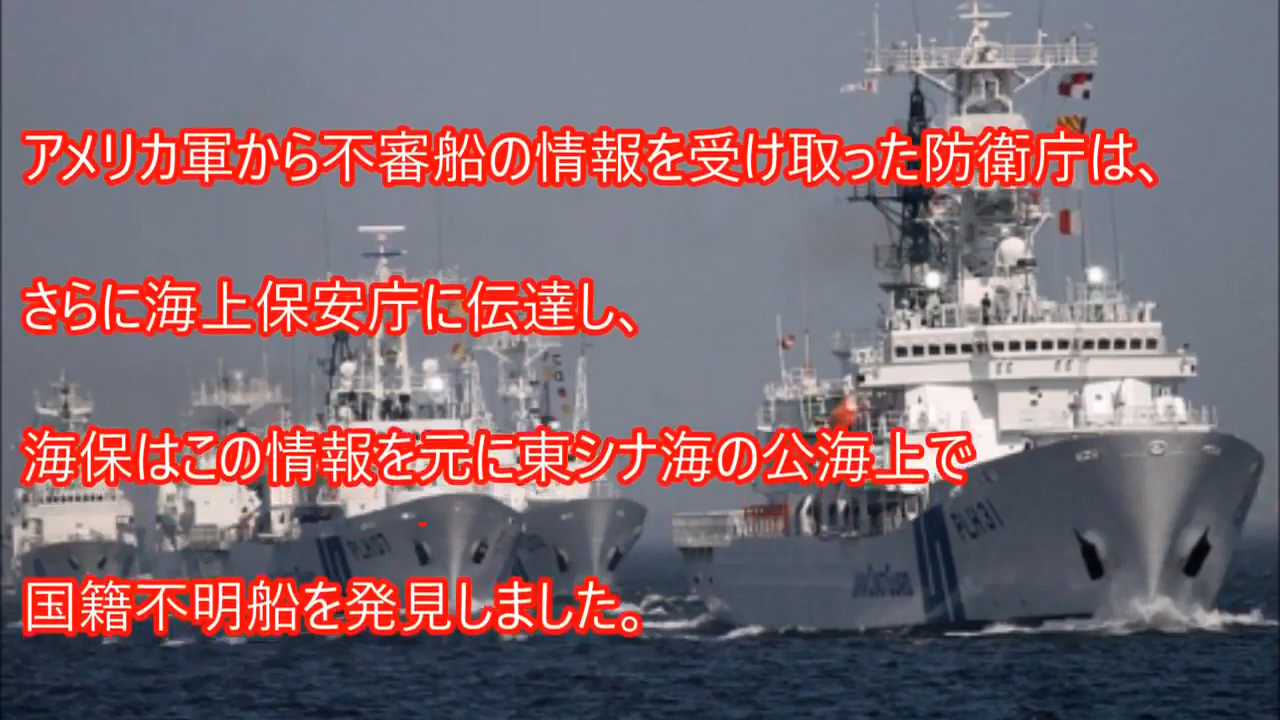 アメリカ軍から不審船の情報を受け取った防衛庁は、
さらに海上保安庁に伝達し、
海保はこの情報を元に東シナ海の公海上で
国籍不明船を発見しました。
PLH31
PLH07